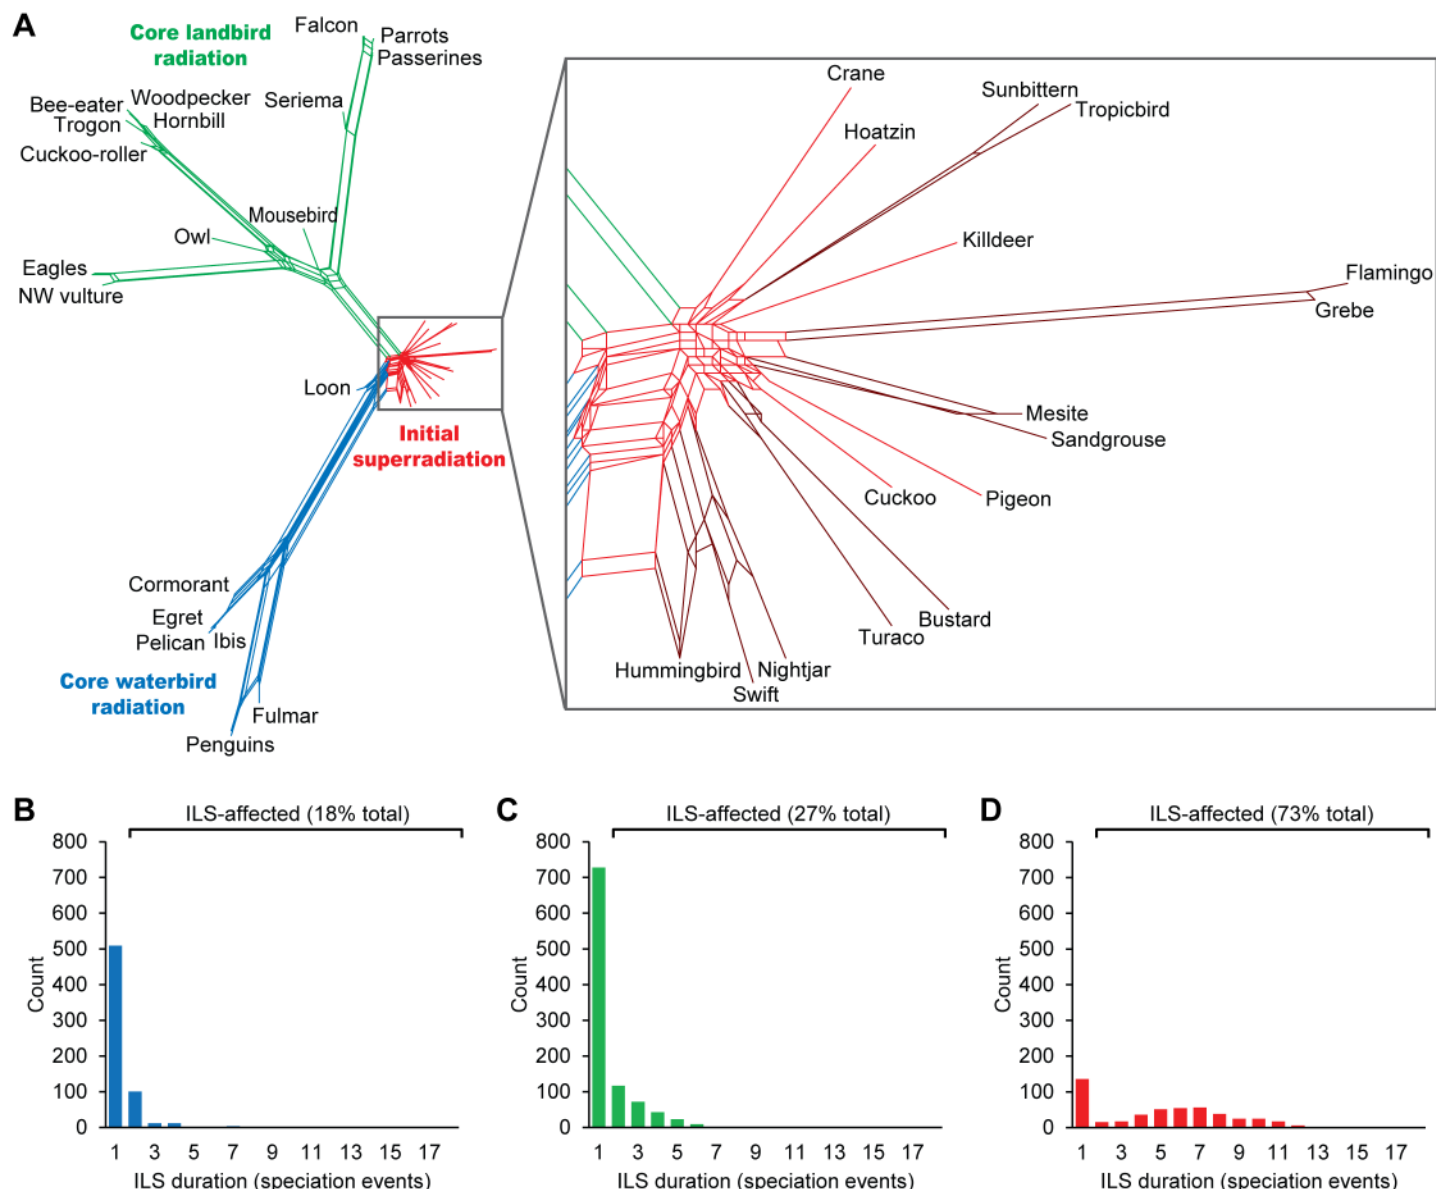 A
Core landbird
radiation
Falcon
Parrots
Passerines
Bee-eater
Woodpecker
Trogon
Hornbill
Cuckoo-roller
Seriema
Mousebird
Owl
Eagles
NW vulture
Loon
Initial
superradiation
Cormorant
Egret
Pelican
Ibis
Core waterbird
radiation
Fulmar
Penguins
Crane
Hoatzin
Sunbittern
Tropicbird
Killdeer
Flamingo
Grebe
Mesite
Sandgrouse
Cuckoo
Pigeon
Bustard
Turaco
Hummingbird
Nightjar
Swift
B
ILS-affected (18% total)
800
700
600
500
400
300
200
100
0
Count
1 3 5 7 9 11 13 15 17
ILS duration (speciation events)
C
ILS-affected (27% total)
800
700
600
500
400
300
200
100
0
Count
1 3 5 7 9 11 13 15 17
ILS duration (speciation events)
D
ILS-affected (73% total)
800
700
600
500
400
300
200
100
0
Count
1 3 5 7 9 11 13 15 17
ILS duration (speciation events)